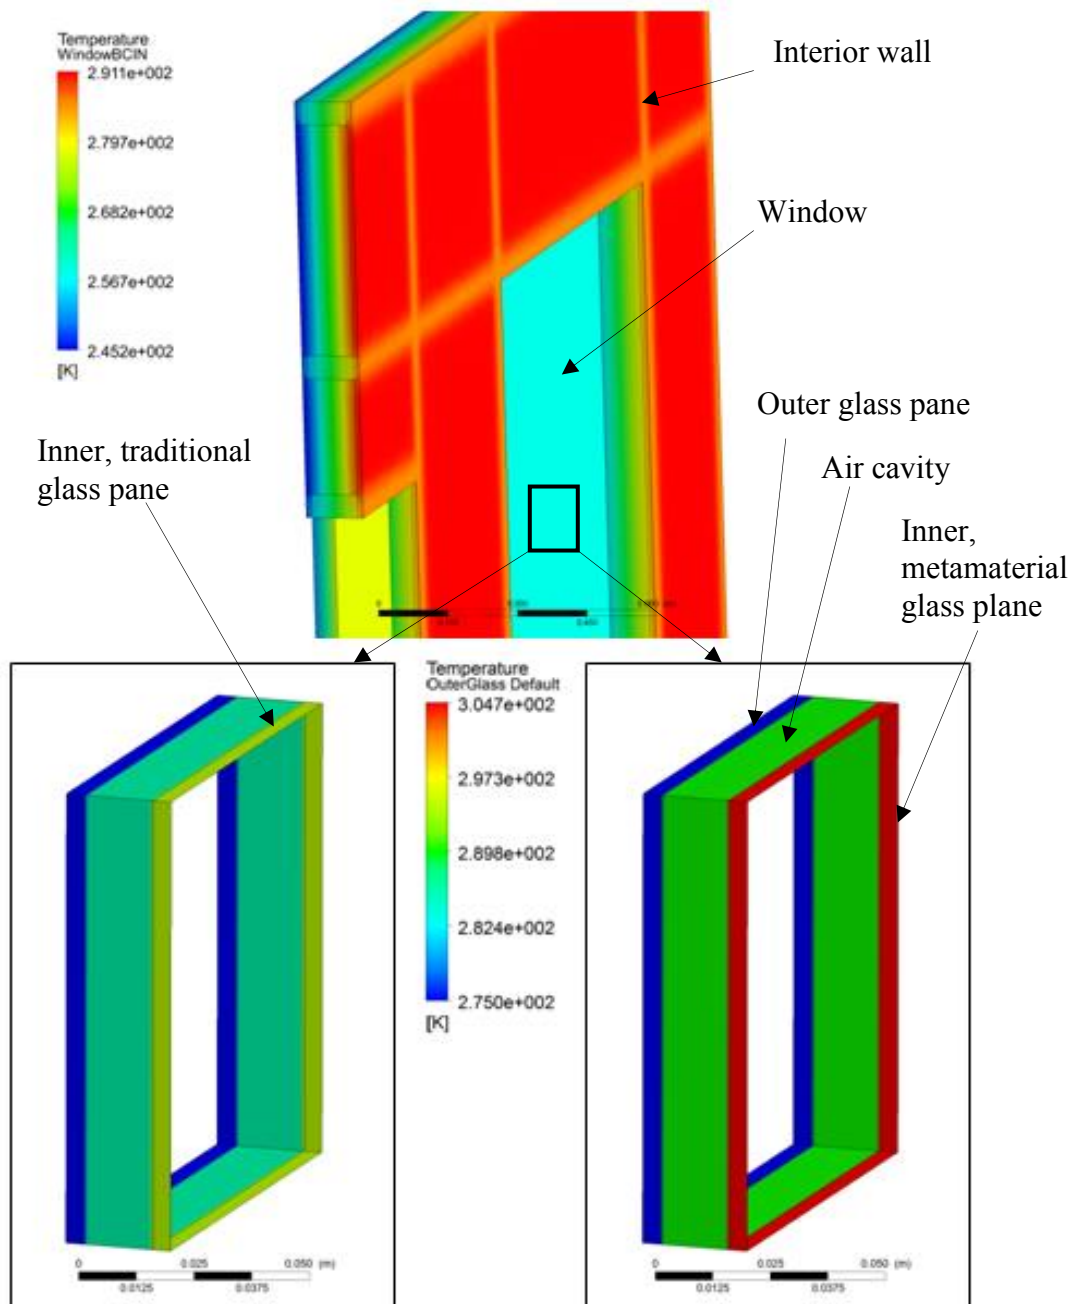 Temperature
WindowBCIN
2.911e+002
2.797e+002
2.682e+002
2.567e+002
2.452e+002
[K]
Interior wall
Window
Outer glass pane
Air cavity
Inner,
metamaterial
glass plane
Inner, traditional
glass pane
0
Temperature
OuterGlass Default
3.047e+002
2.973e+002
2.898e+002
2.824e+002
2.750e+002
[K]
0 0.025 0.050 (m)
0.0125 0.0375
0 0.025 0.050 (m)
0.0125 0.0375